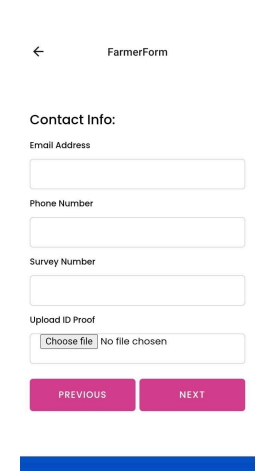 FarmerForm
Contact Info:
Email Address
Phone Number
Survey Number
Upload ID Proof
Choose file No file chosen
PREVIOUS NEXT